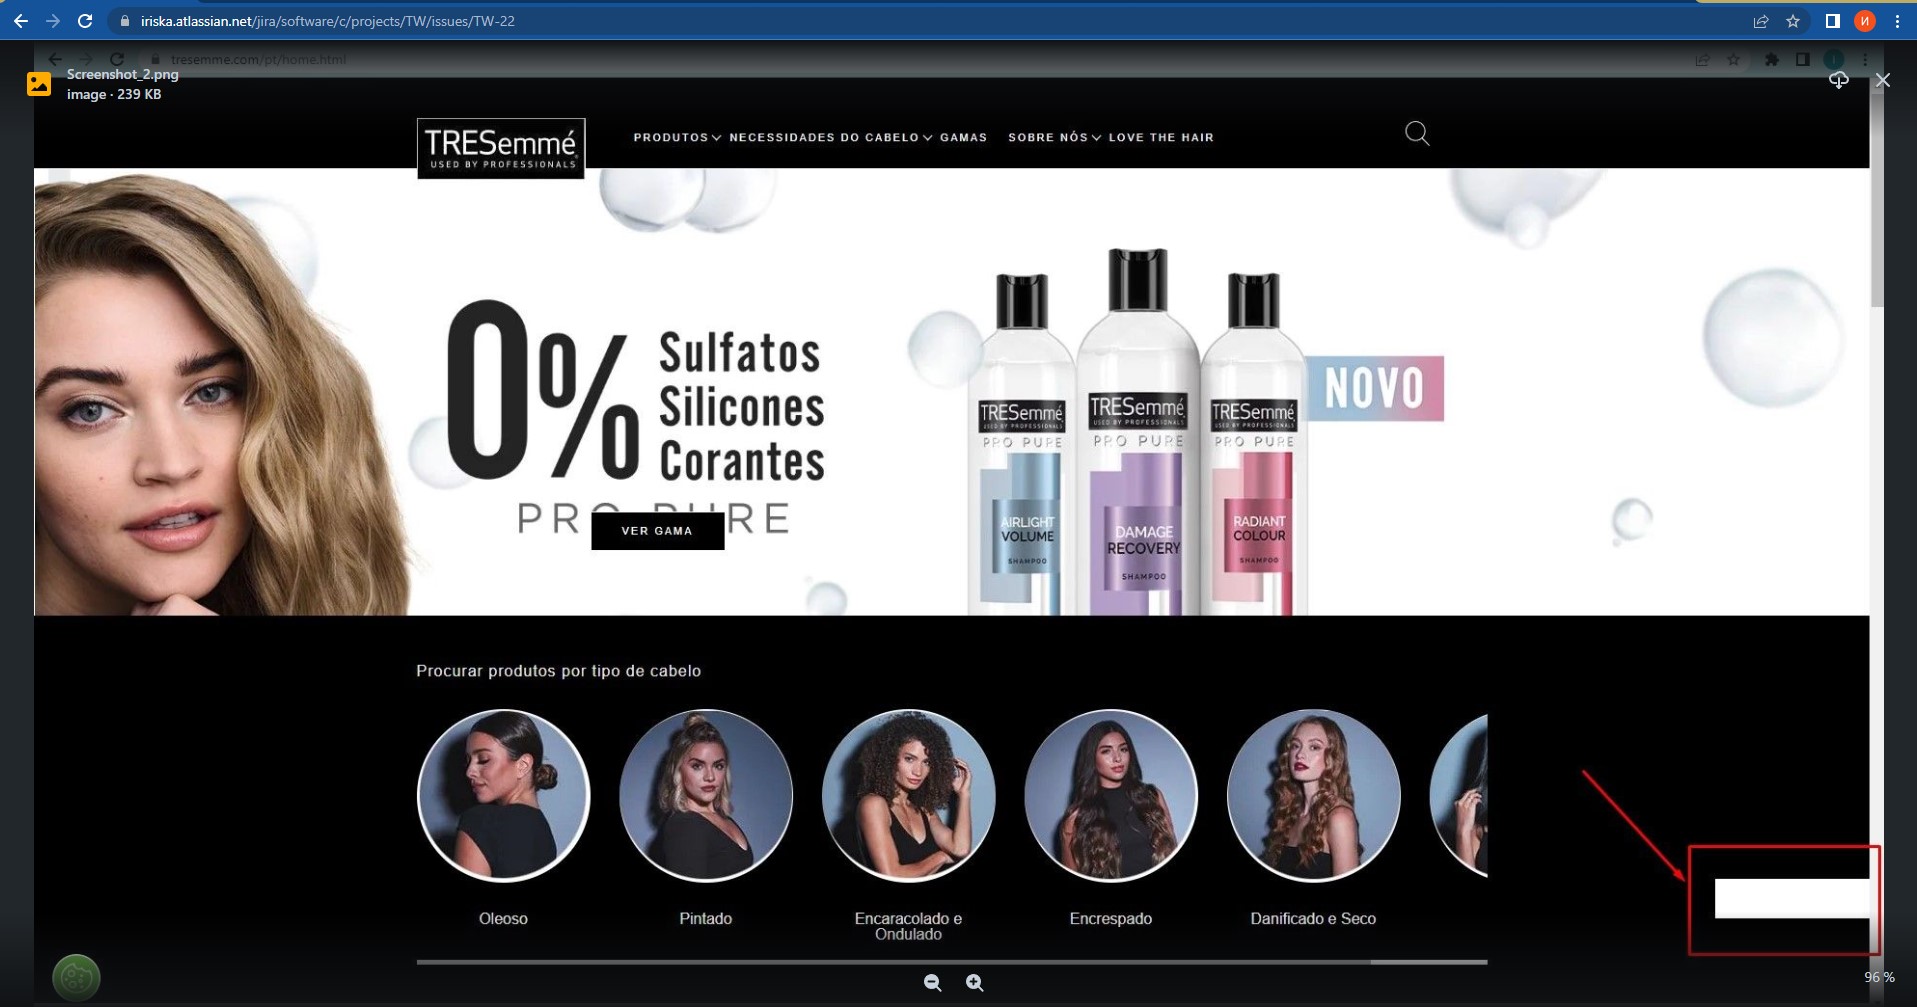 iriska.atlassian.net/jira/software/c/projects/TW/issues/TW-22
И
tresemme.com/pt/home.html
Screenshot_2.png
image · 239 KB
TRESemmé
USED BY PROFESSIONALS
PRODUTOS NECESSIDADES DO CABELO GAMAS SOBRE NÓS LOVE THE HAIR
0% Sulfatos
Silicones
Corantes
PRO PURE
VER GAMA
NOVO
TRESemmé
USED BY PROFESSIONALS
PRO PURE
AIRLIGHT
VOLUME
SHAMPOO
TRESemmé
USED BY PROFESSIONALS
PRO PURE
DAMAGE
RECOVERY
SHAMPOO
TRESemmé
USED BY PROFESSIONALS
PRO PURE
RADIANT
COLOUR
SHAMPOO
Procurar produtos por tipo de cabelo
Oleoso
Pintado
Encaracolado e
Ondulado
Encrespado
Danificado e Seco
96 %